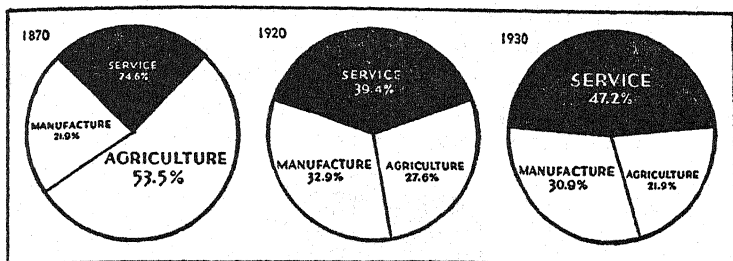 1870
SERVICE
74.6%
MANUFACTURE
21.9%
AGRICULTURE
53.5%
1920
SERVICE
39.4%
MANUFACTURE
32.9%
AGRICULTURE
27.6%
1930
SERVICE
47.2%
MANUFACTURE
30.9%
AGRICULTURE
21.9%